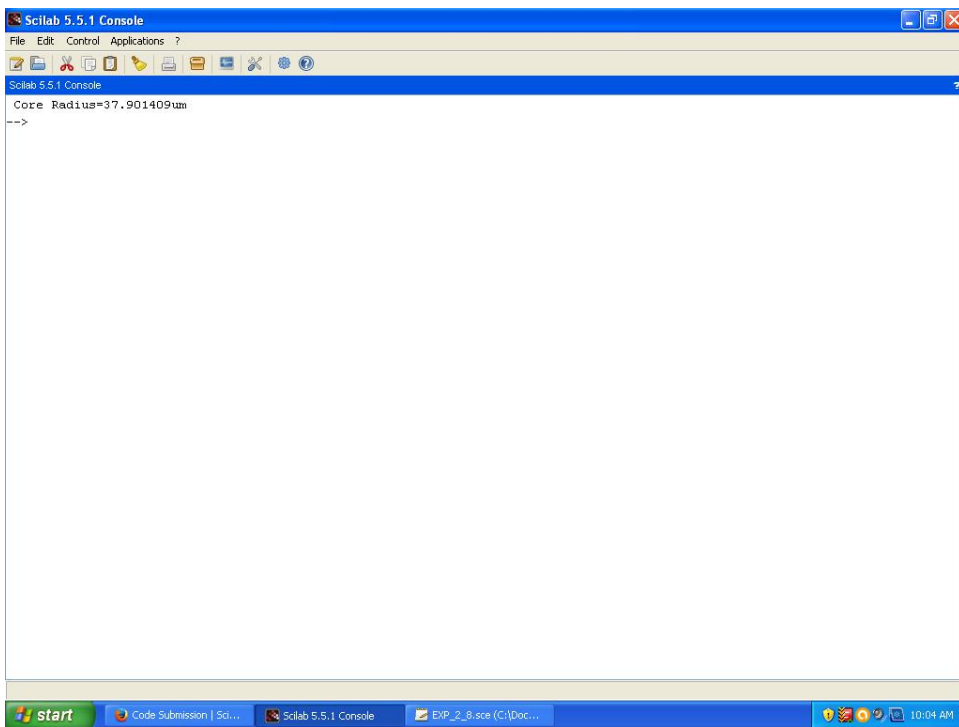 Scilab 5.5.1 Console
File Edit Control Applications ?
Scilab 5.5.1 Console ?
Core Radius=37.901409um
-->
start Code Submission | Sci... Scilab 5.5.1 Console EXP_2_8.sce (C:\Doc... 10:04 AM